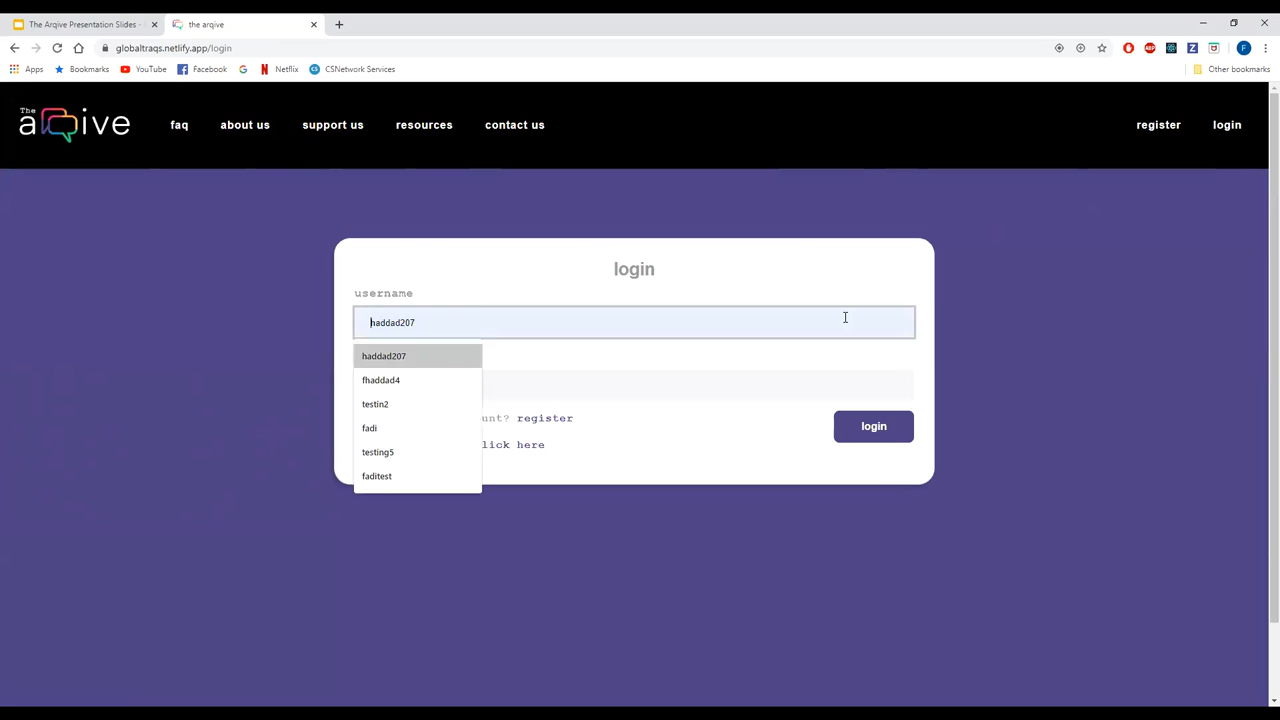 The Arqive Presentation Slides -
the arqive
globaltraqs.netlify.app/login
F
Apps
Bookmarks
YouTube
Facebook
Netflix
CSNetwork Services
Other bookmarks
The
arqive
faq
about us
support us
resources
contact us
register
login
login
username
haddad207
haddad207
fhaddad4
testin2
fadi
testing5
faditest
unt? register
lick here
login